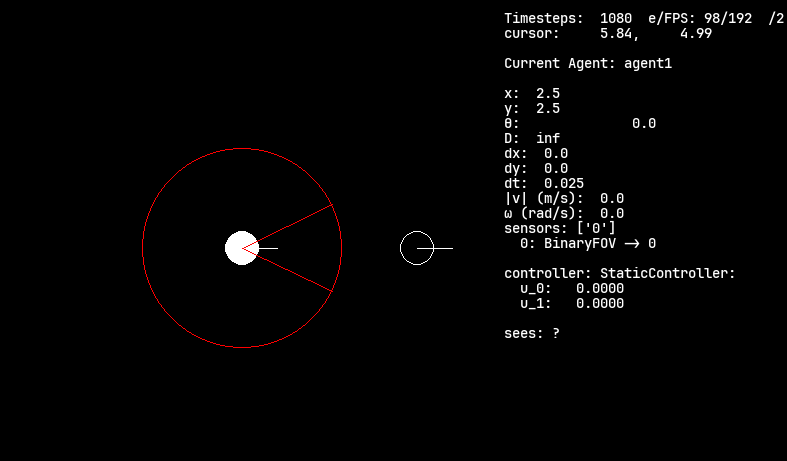 Timesteps:  1080  e/FPS: 98/192  /2
cursor:     5.84,     4.99
Current Agent: agent1
x:  2.5
y:  2.5
θ:              0.0
D:  inf
dx:  0.0
dy:  0.0
dt:  0.025
|v| (m/s):  0.0
ω (rad/s):  0.0
sensors: ['0']
  0: BinaryFOV -> 0
controller: StaticController:
  u_0:   0.0000
  u_1:   0.0000
sees: ?